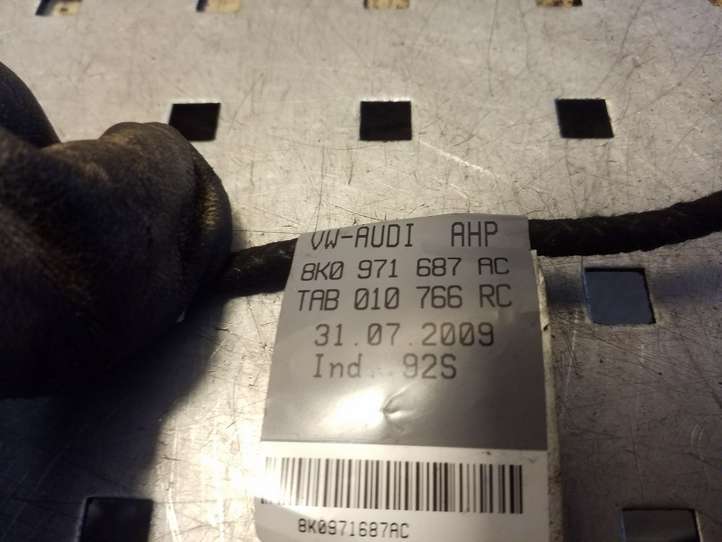 VW-AUDI AHP
8K0 971 687 AC
TAB 010 766 RC
31.07.2009
Ind. 92S
8K0971687AC